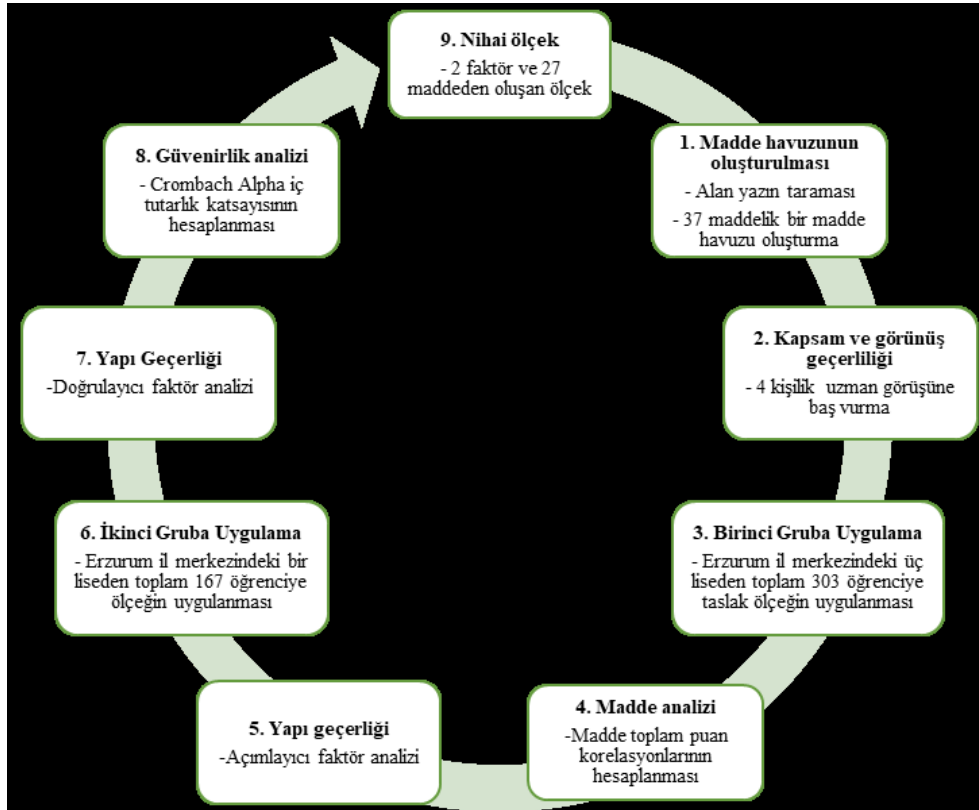 9. Nihai ölçek
- 2 faktör ve 27
maddeden oluşan ölçek
1. Madde havuzunun
oluşturulması
- Alan yazın taraması
- 37 maddelik bir madde
havuzu oluşturma
2. Kapsam ve görünüş
geçerliliği
- 4 kişilik uzman görüşüne
baş vurma
3. Birinci Gruba Uygulama
- Erzurum il merkezindeki üç
liseden toplam 303 öğrenciye
taslak ölçeğin uygulanması
4. Madde analizi
-Madde toplam puan
korelasyonlarının
hesaplanması
5. Yapı geçerliği
-Açımlayıcı faktör analizi
6. İkinci Gruba Uygulama
- Erzurum il merkezindeki bir
liseden toplam 167 öğrenciye
ölçeğin uygulanması
7. Yapı Geçerliği
-Doğrulayıcı faktör analizi
8. Güvenirlik analizi
- Crombach Alpha iç
tutarlık katsayısının
hesaplanması